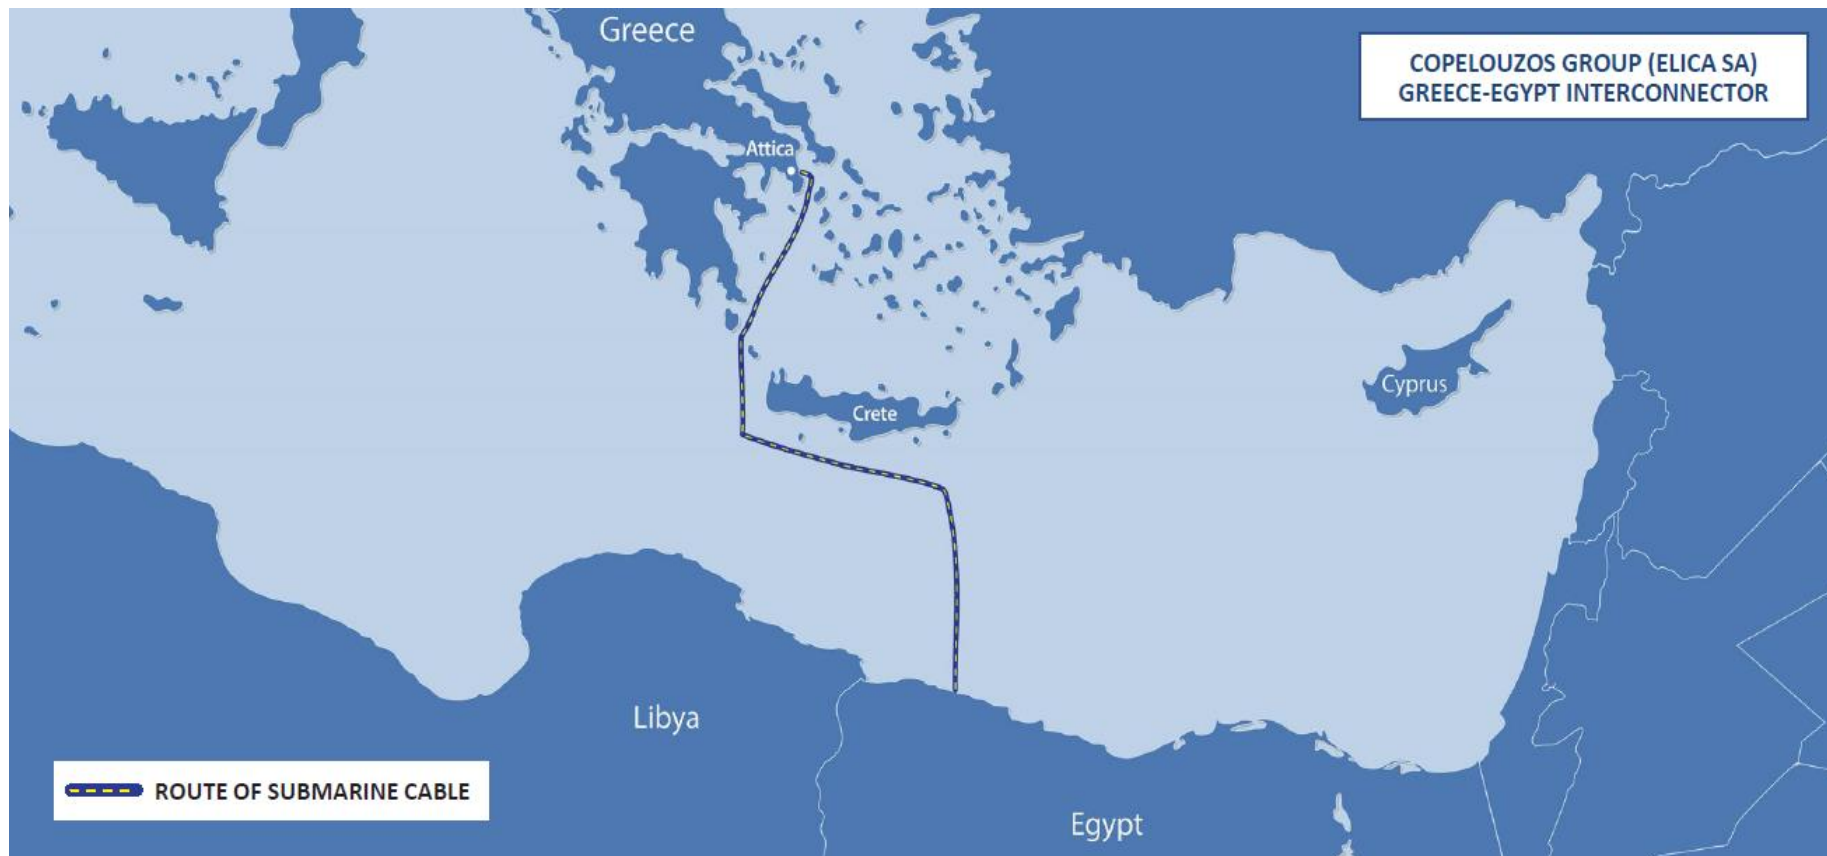 Greece
COPELOUZOS GROUP (ELICA SA)
GREECE-EGYPT INTERCONNECTOR
Attica
Cyprus
Crete
Libya
ROUTE OF SUBMARINE CABLE
Egypt